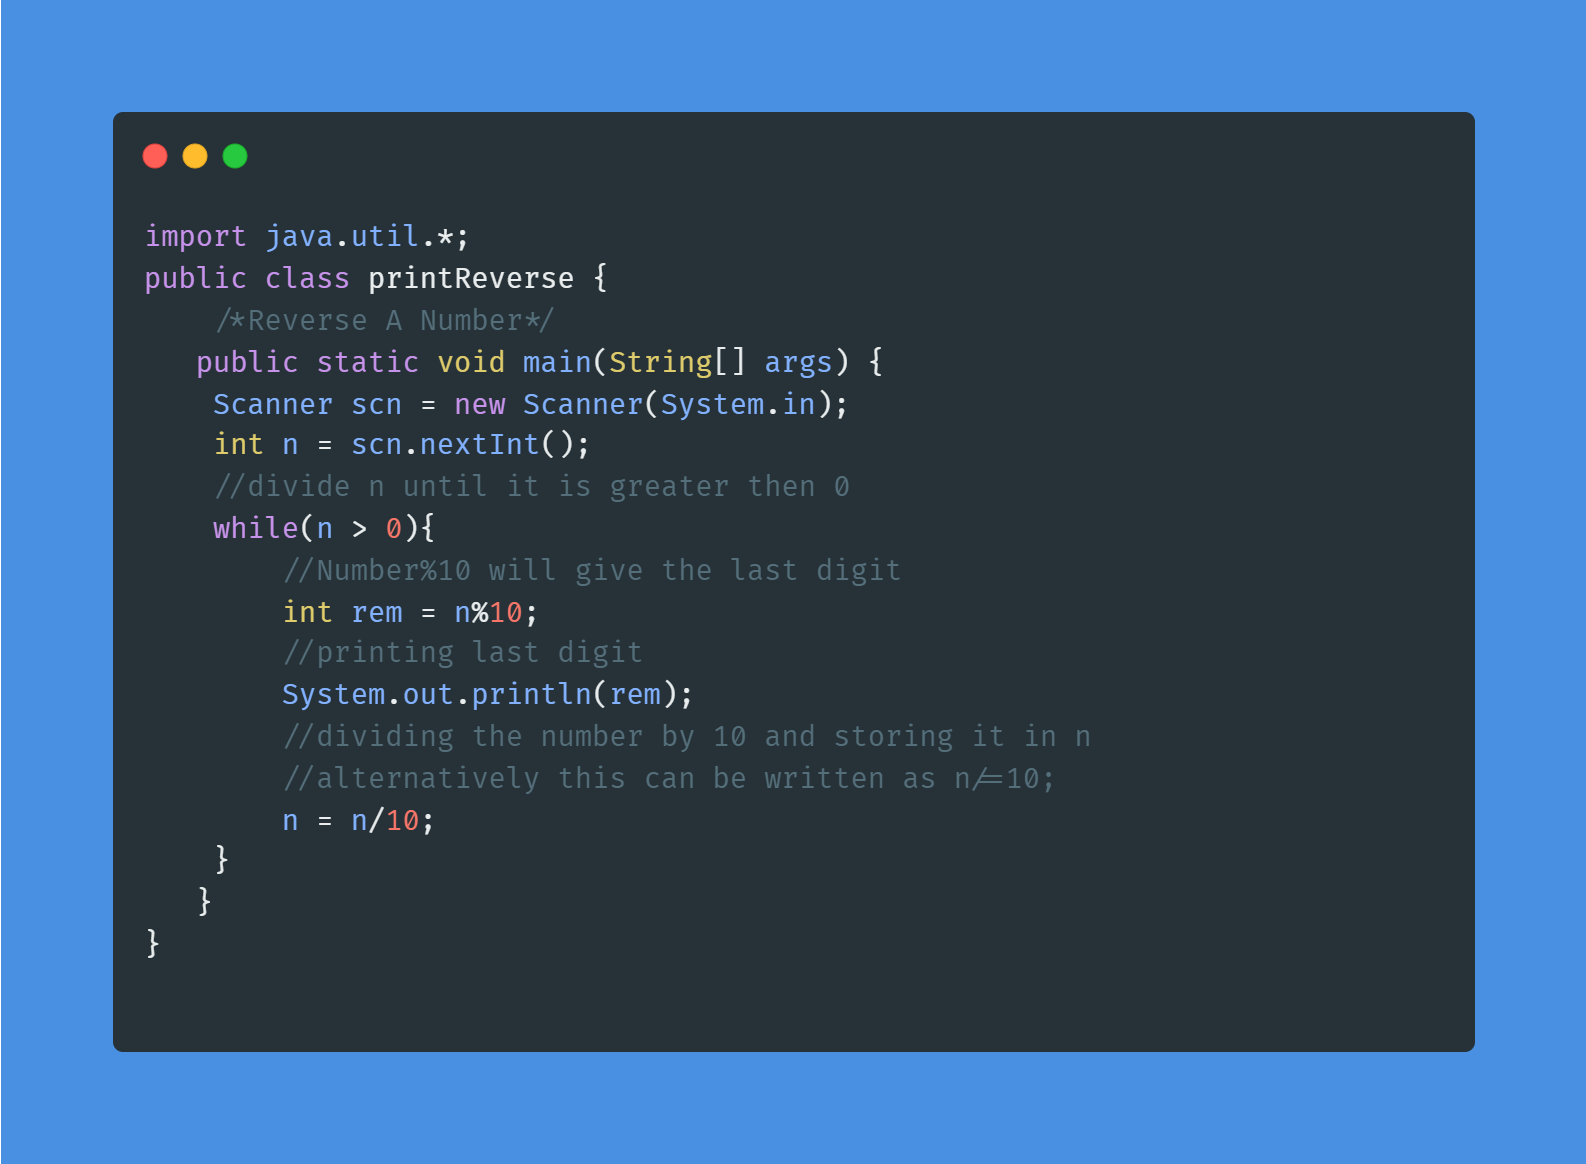 import java.util.*;
public class printReverse {
    /*Reverse A Number*/
   public static void main(String[] args) {
    Scanner scn = new Scanner(System.in);
    int n = scn.nextInt();
    //divide n until it is greater then 0
    while(n > 0){
        //Number%10 will give the last digit
        int rem = n%10;
        //printing last digit
        System.out.println(rem);
        //dividing the number by 10 and storing it in n
        //alternatively this can be written as n/=10;
        n = n/10;
    }
   }
}